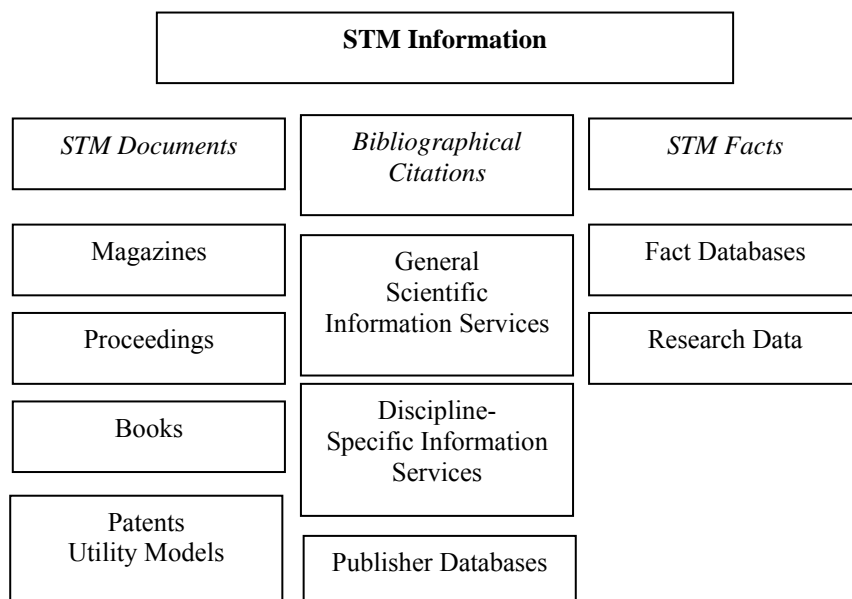 STM Information
STM Documents
Magazines
Proceedings
Books
Patents
Utility Models
Bibliographical
Citations
General
Scientific
Information Services
Discipline-
Specific Information
Services
Publisher Databases
STM Facts
Fact Databases
Research Data